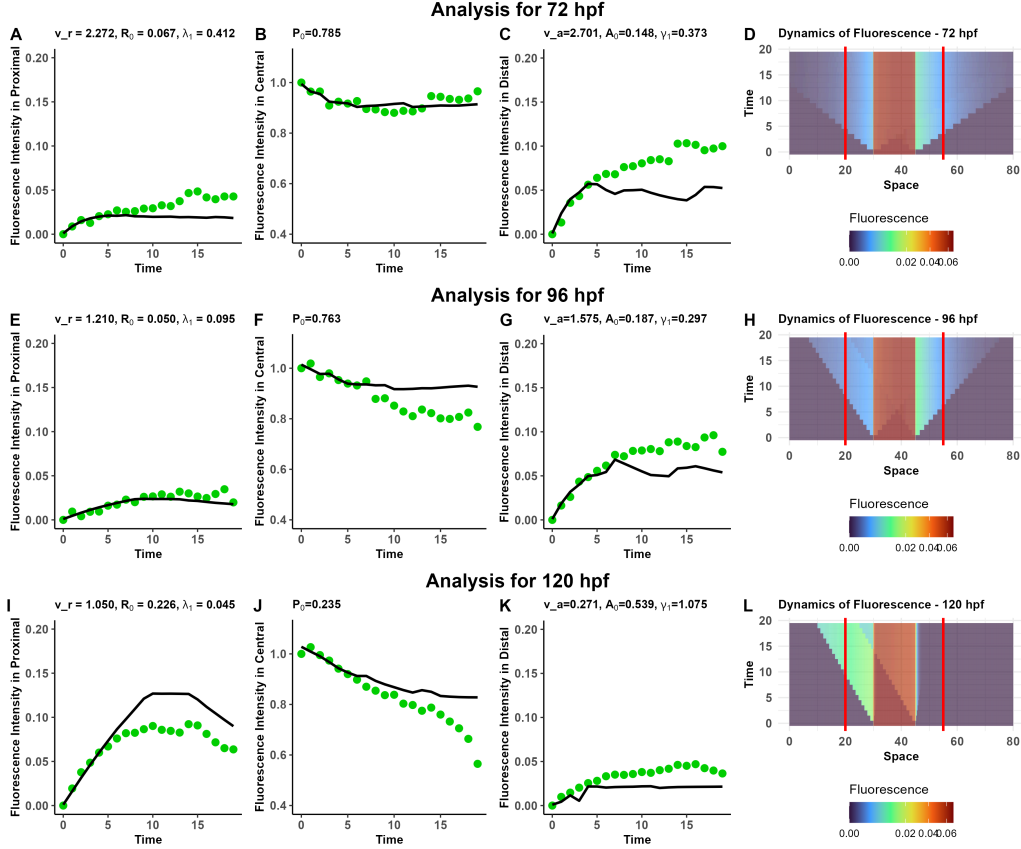 Analysis for 72 hpf
A
v_r = 2.272, R₀ = 0.067, λ₁ = 0.412
B
P₀=0.785
C
v_a=2.701, A₀=0.148, γ₁=0.373
D
Dynamics of Fluorescence - 72 hpf
Fluorescence Intensity in Proximal
0.20
0.15
0.10
0.05
0.00
0 5 10 15
Time
Fluorescence Intensity in Central
1.0
0.8
0.6
0.4
0 5 10 15
Time
Fluorescence Intensity in Distal
0.20
0.15
0.10
0.05
0.00
0 5 10 15
Time
Time
20
15
10
5
0
0 20 40 60 80
Space
Fluorescence
0.00 0.02 0.04 0.06
Analysis for 96 hpf
E
v_r = 1.210, R₀ = 0.050, λ₁ = 0.095
F
P₀=0.763
G
v_a=1.575, A₀=0.187, γ₁=0.297
H
Dynamics of Fluorescence - 96 hpf
Fluorescence Intensity in Proximal
0.20
0.15
0.10
0.05
0.00
0 5 10 15
Time
Fluorescence Intensity in Central
1.0
0.8
0.6
0.4
0 5 10 15
Time
Fluorescence Intensity in Distal
0.20
0.15
0.10
0.05
0.00
0 5 10 15
Time
Time
20
15
10
5
0
0 20 40 60 80
Space
Fluorescence
0.00 0.02 0.04 0.06
Analysis for 120 hpf
I
v_r = 1.050, R₀ = 0.226, λ₁ = 0.045
J
P₀=0.235
K
v_a=0.271, A₀=0.539, γ₁=1.075
L
Dynamics of Fluorescence - 120 hpf
Fluorescence Intensity in Proximal
0.20
0.15
0.10
0.05
0.00
0 5 10 15
Time
Fluorescence Intensity in Central
1.0
0.8
0.6
0.4
0 5 10 15
Time
Fluorescence Intensity in Distal
0.20
0.15
0.10
0.05
0.00
0 5 10 15
Time
Time
20
15
10
5
0
0 20 40 60 80
Space
Fluorescence
0.00 0.02 0.04 0.06